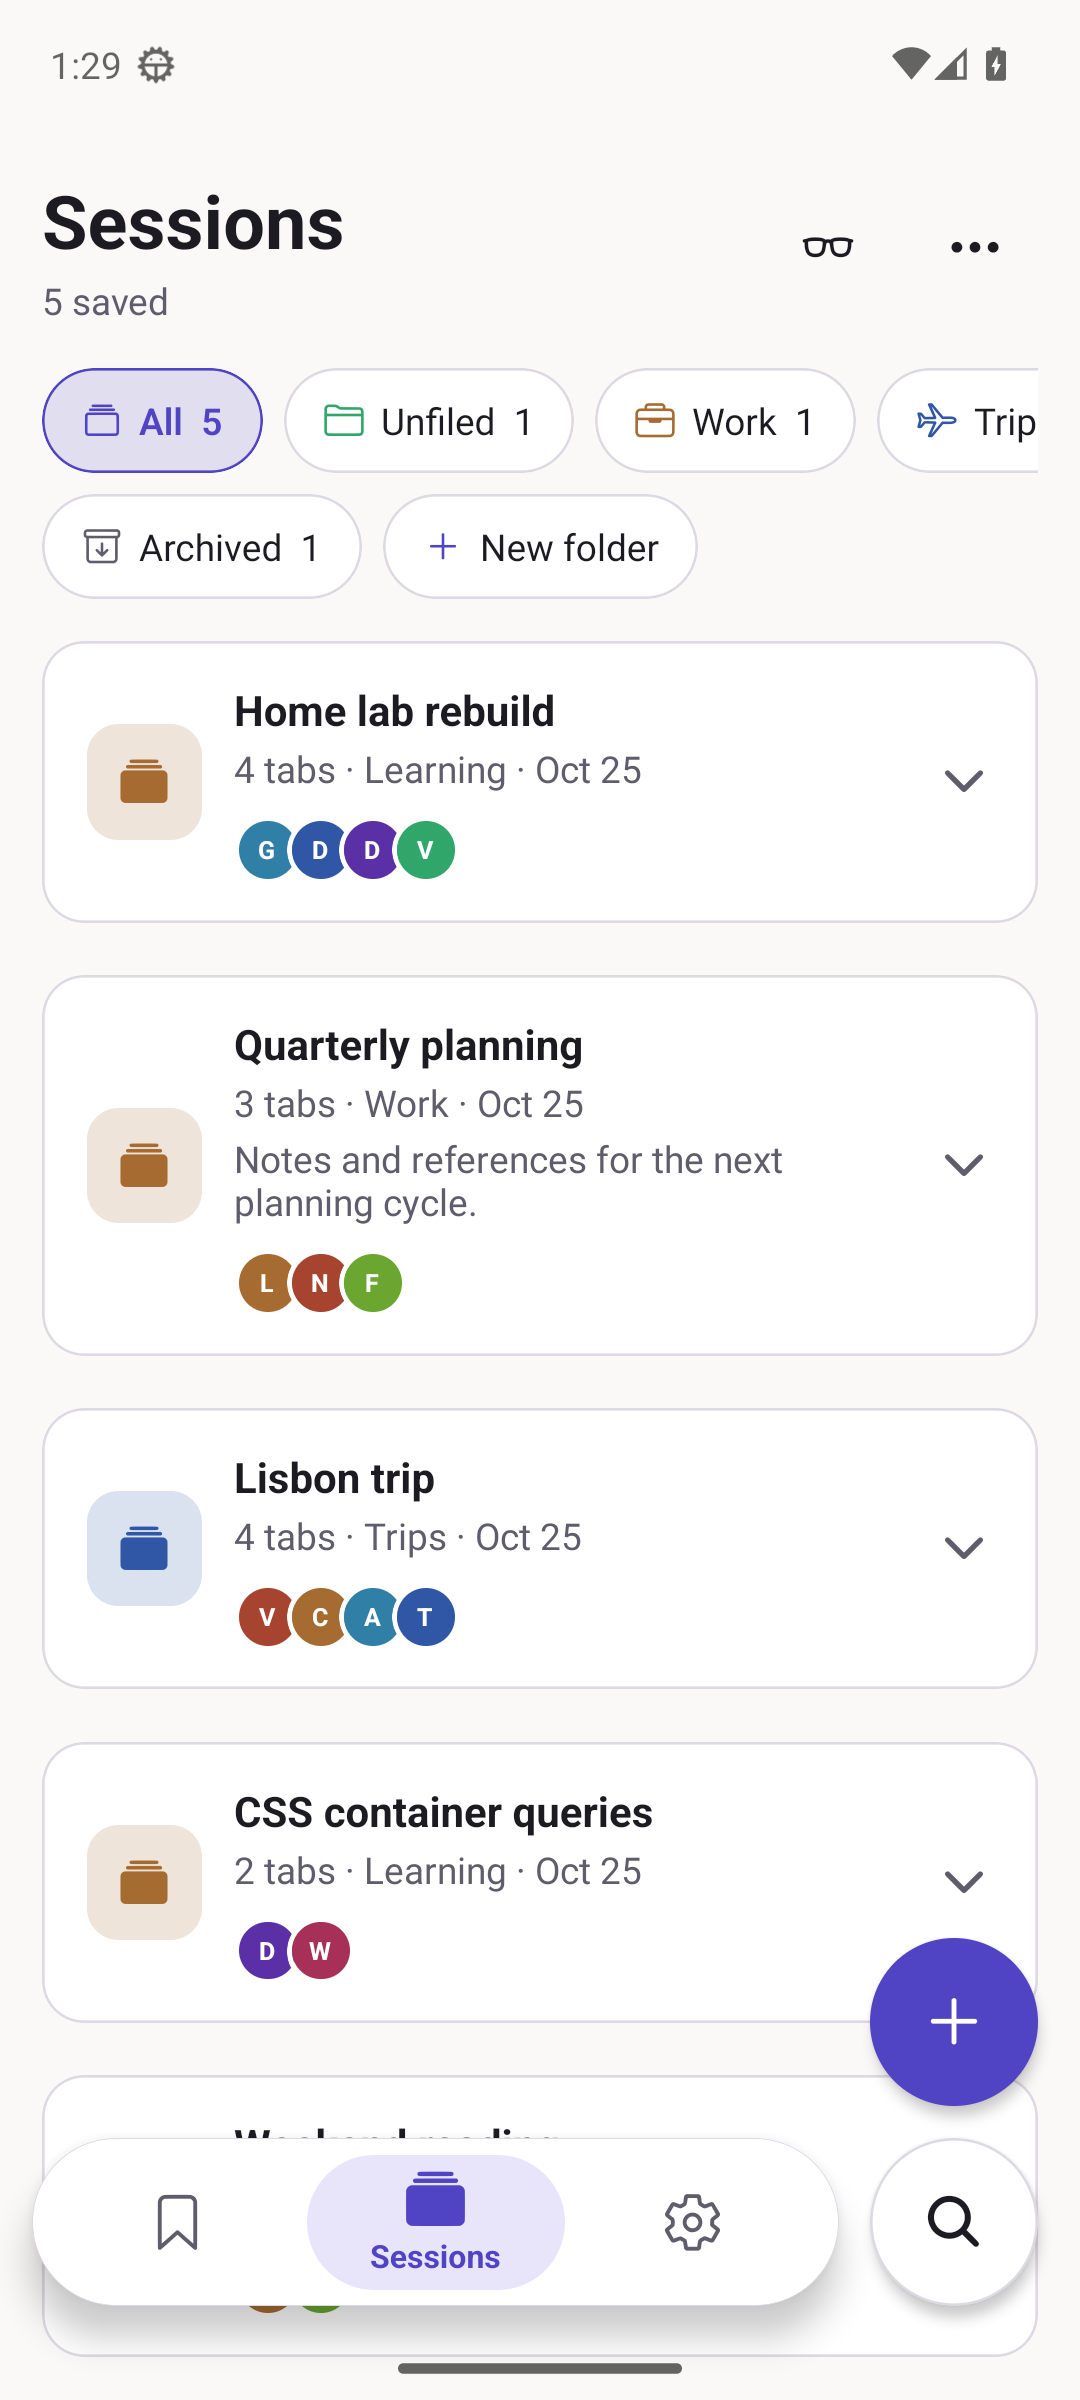 1:29
Sessions
5 saved
All 5
Unfiled 1
Work 1
Trip
Archived 1
New folder
Home lab rebuild
4 tabs · Learning · Oct 25
G D D V
Quarterly planning
3 tabs · Work · Oct 25
Notes and references for the next
planning cycle.
L N F
Lisbon trip
4 tabs · Trips · Oct 25
V C A T
CSS container queries
2 tabs · Learning · Oct 25
D W
Sessions